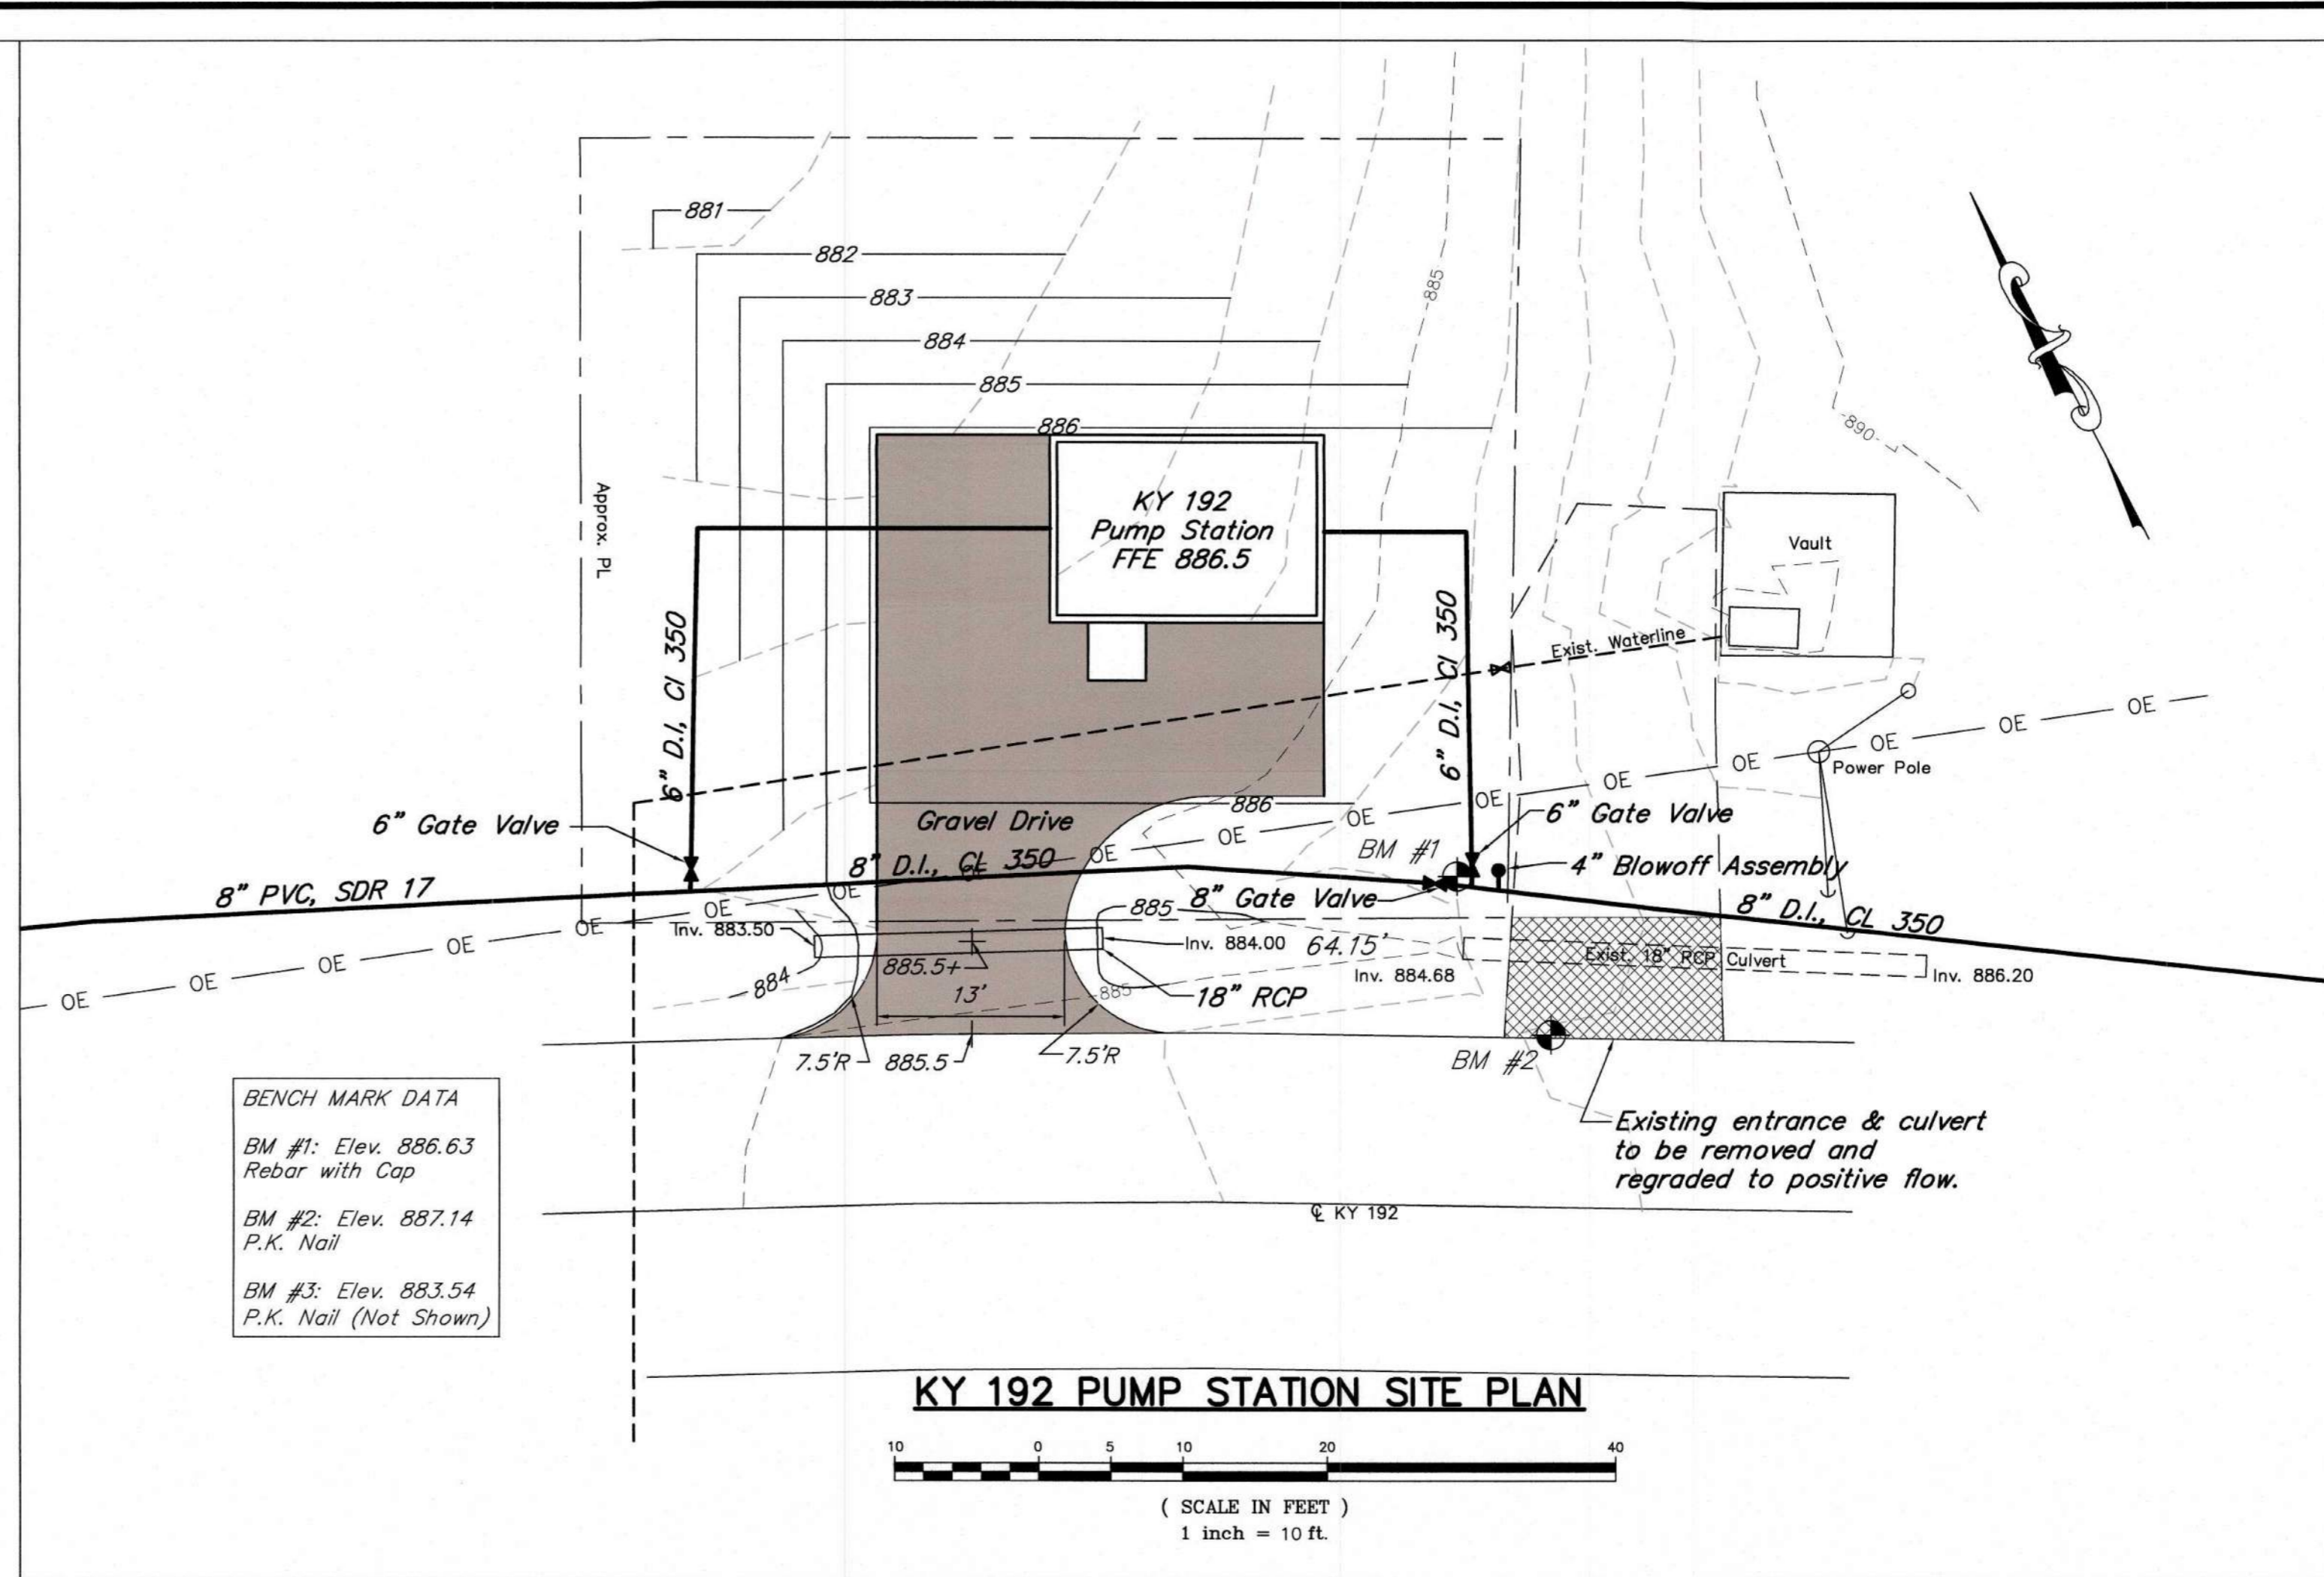 881
882
883
884
885
886
885
890
Approx. PL
KY 192
Pump Station
FFE 886.5
Vault
Exist. Waterline
6" D.I., Cl 350
6" D.I., Cl 350
OE
OE
OE
OE
Power Pole
OE
OE
OE
OE
OE
OE
6" Gate Valve
Gravel Drive
886
6" Gate Valve
BM #1
4" Blowoff Assembly
8" PVC, SDR 17
8" D.I., CL 350
8" Gate Valve
8" D.I., CL 350
OE
OE
OE
OE
OE
OE
OE
885
Inv. 883.50
Inv. 884.00
64.15'
Exist. 18" RCP Culvert
Inv. 884.68
Inv. 886.20
884
885.5+
13'
885
18" RCP
7.5'R
885.5
7.5'R
BM #2
BENCH MARK DATA
BM #1: Elev. 886.63
Rebar with Cap
BM #2: Elev. 887.14
P.K. Nail
BM #3: Elev. 883.54
P.K. Nail (Not Shown)
Existing entrance & culvert
to be removed and
regraded to positive flow.
℄ KY 192
KY 192 PUMP STATION SITE PLAN
10 0 5 10 20 40
( SCALE IN FEET )
1 inch = 10 ft.